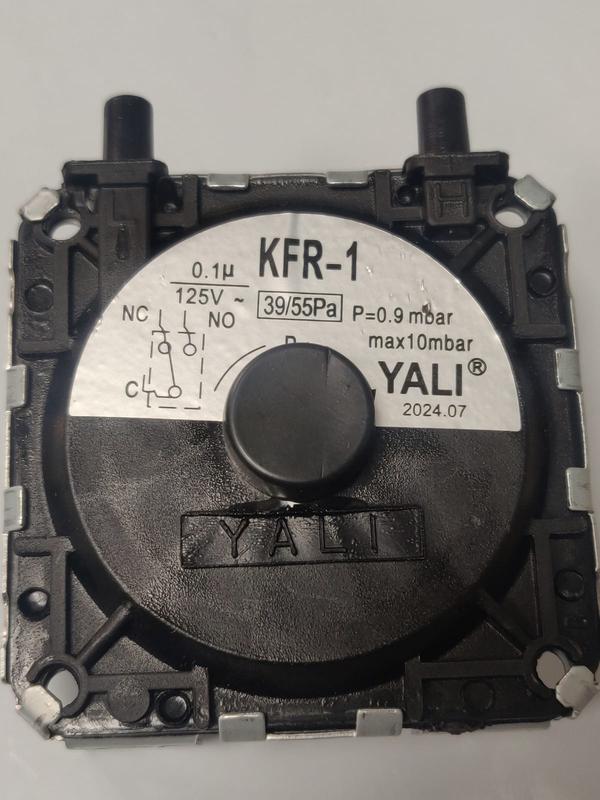 L
H
KFR-1
0.1μ
125V ~
39/55Pa
P=0.9 mbar
max10mbar
NC
NO
C
YALI®
2024.07
YALI